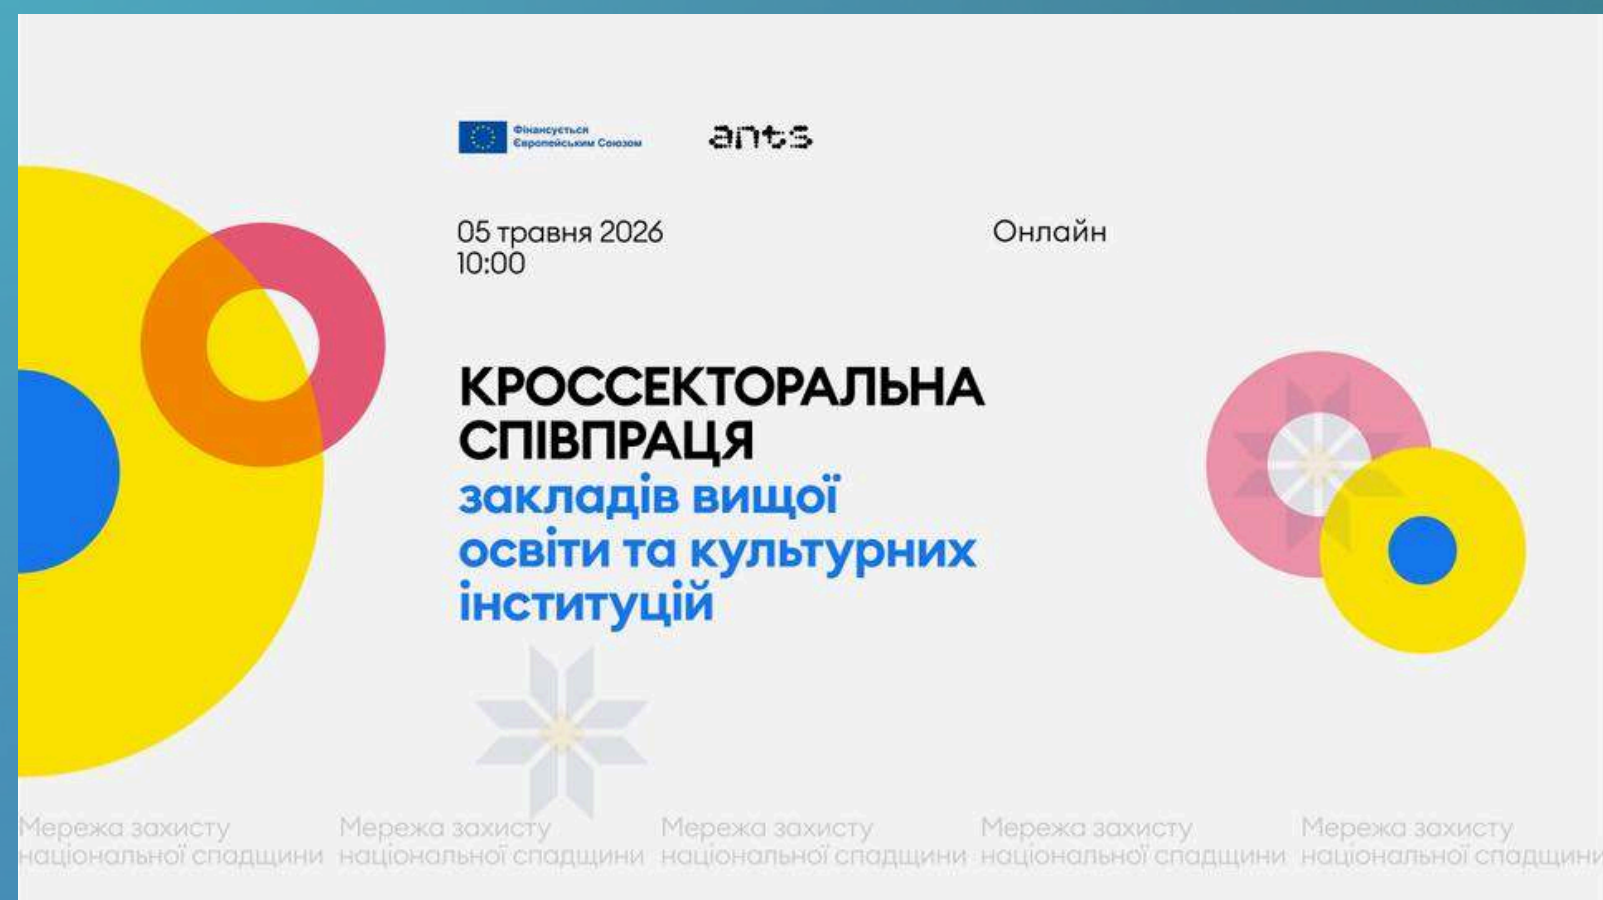 Фінансується
Європейським Союзом
ants
05 травня 2026
10:00
Онлайн
КРОССЕКТОРАЛЬНА
СПІВПРАЦЯ
закладів вищої
освіти та культурних
інституцій
Мережа захисту
національної спадщини
Мережа захисту
національної спадщини
Мережа захисту
національної спадщини
Мережа захисту
національної спадщини
Мережа захисту
національної спадщини